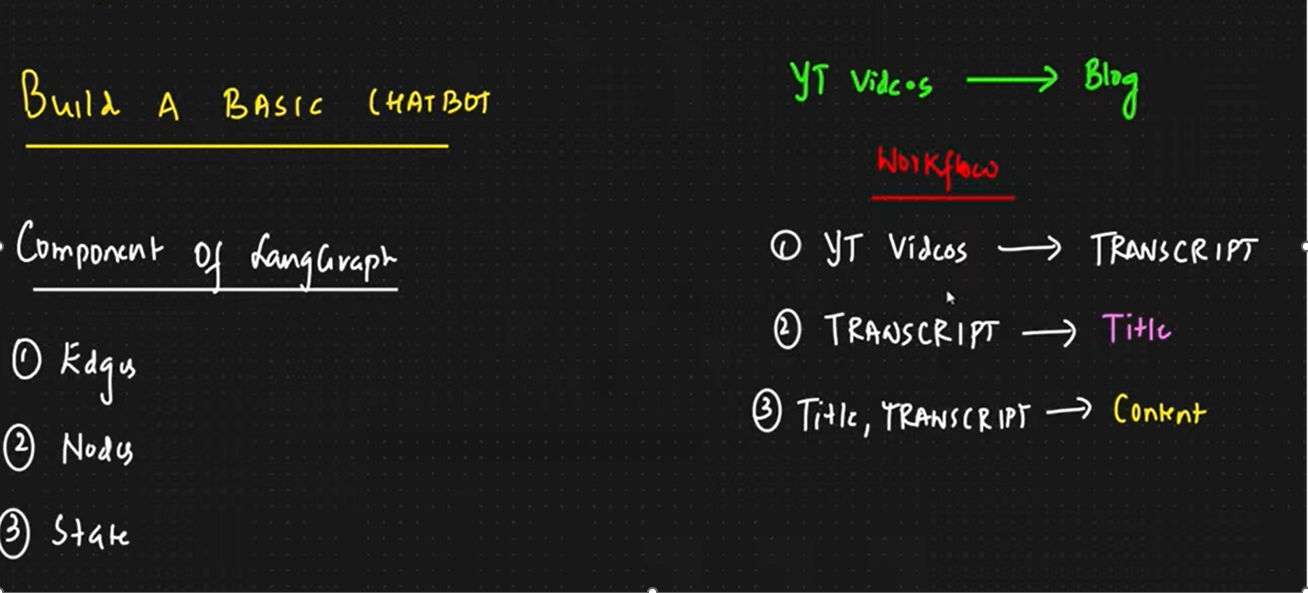 Build A BASIC CHATBOT
Component Of LangGraph
① Edges
② Nodes
③ State
YT Videos → Blog
Workflow
① YT Videos → TRANSCRIPT
② TRANSCRIPT → Title
③ Title, TRANSCRIPT → Content